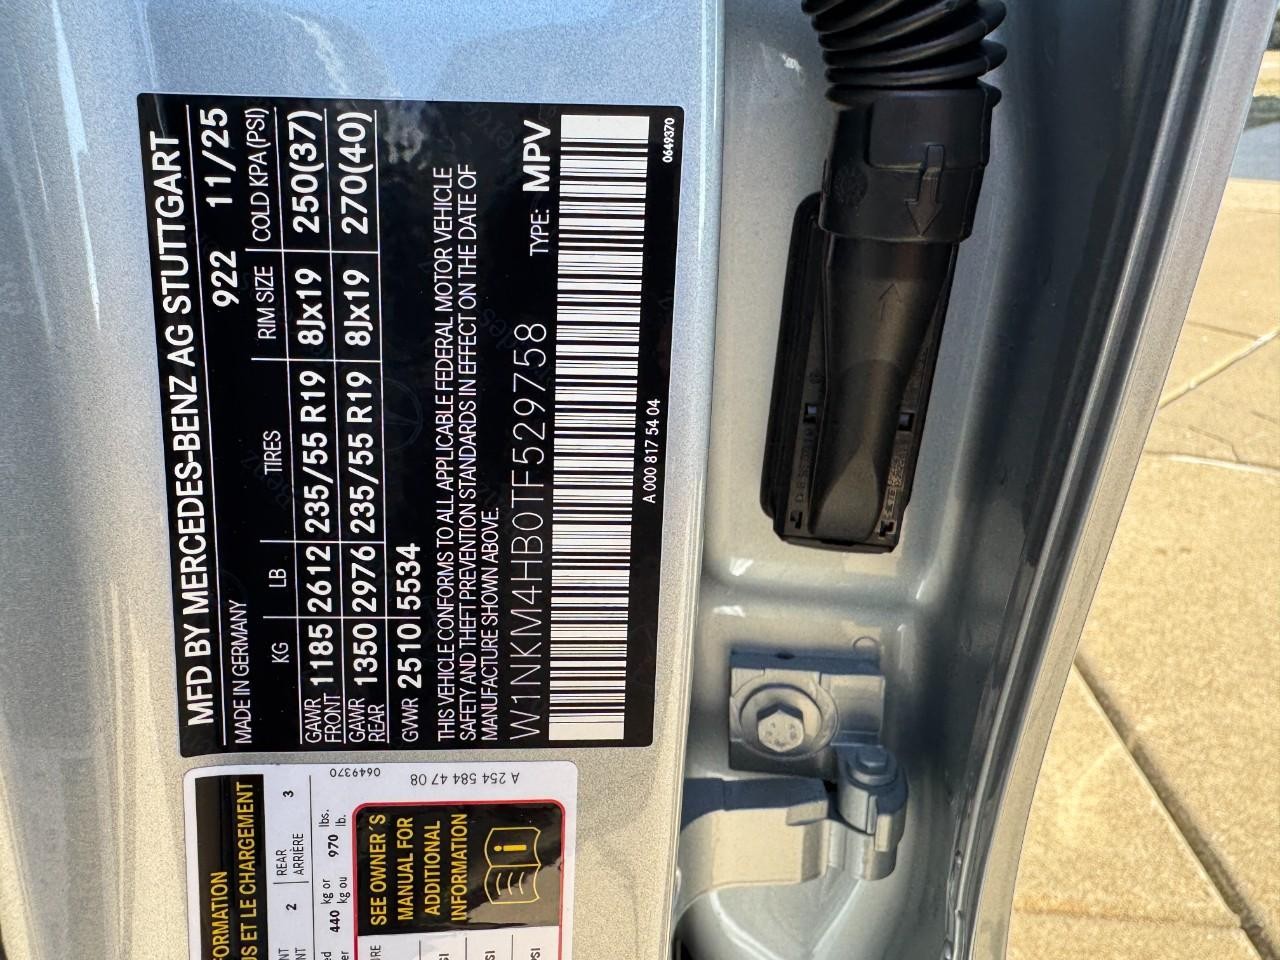 MFD BY MERCEDES-BENZ AG STUTTGART
MADE IN GERMANY 922 11/25
KG LB TIRES RIM SIZE COLD KPA (PSI)
GAWR FRONT 1185 2612 235/55 R19 8Jx19 250(37)
GAWR REAR 1350 2976 235/55 R19 8Jx19 270(40)
GVWR 2510 5534
THIS VEHICLE CONFORMS TO ALL APPLICABLE FEDERAL MOTOR VEHICLE
SAFETY AND THEFT PREVENTION STANDARDS IN EFFECT ON THE DATE OF
MANUFACTURE SHOWN ABOVE.
W1NKM4HB0TF529758 TYPE: MPV
A 000 817 54 04 0649370
ORMATION
US ET LE CHARGEMENT
2 REAR 3
ARRIÈRE
440 kg or 970 lbs.
kg ou lb.
0649370
A 254 584 47 08
SEE OWNER´S
MANUAL FOR
ADDITIONAL
INFORMATION